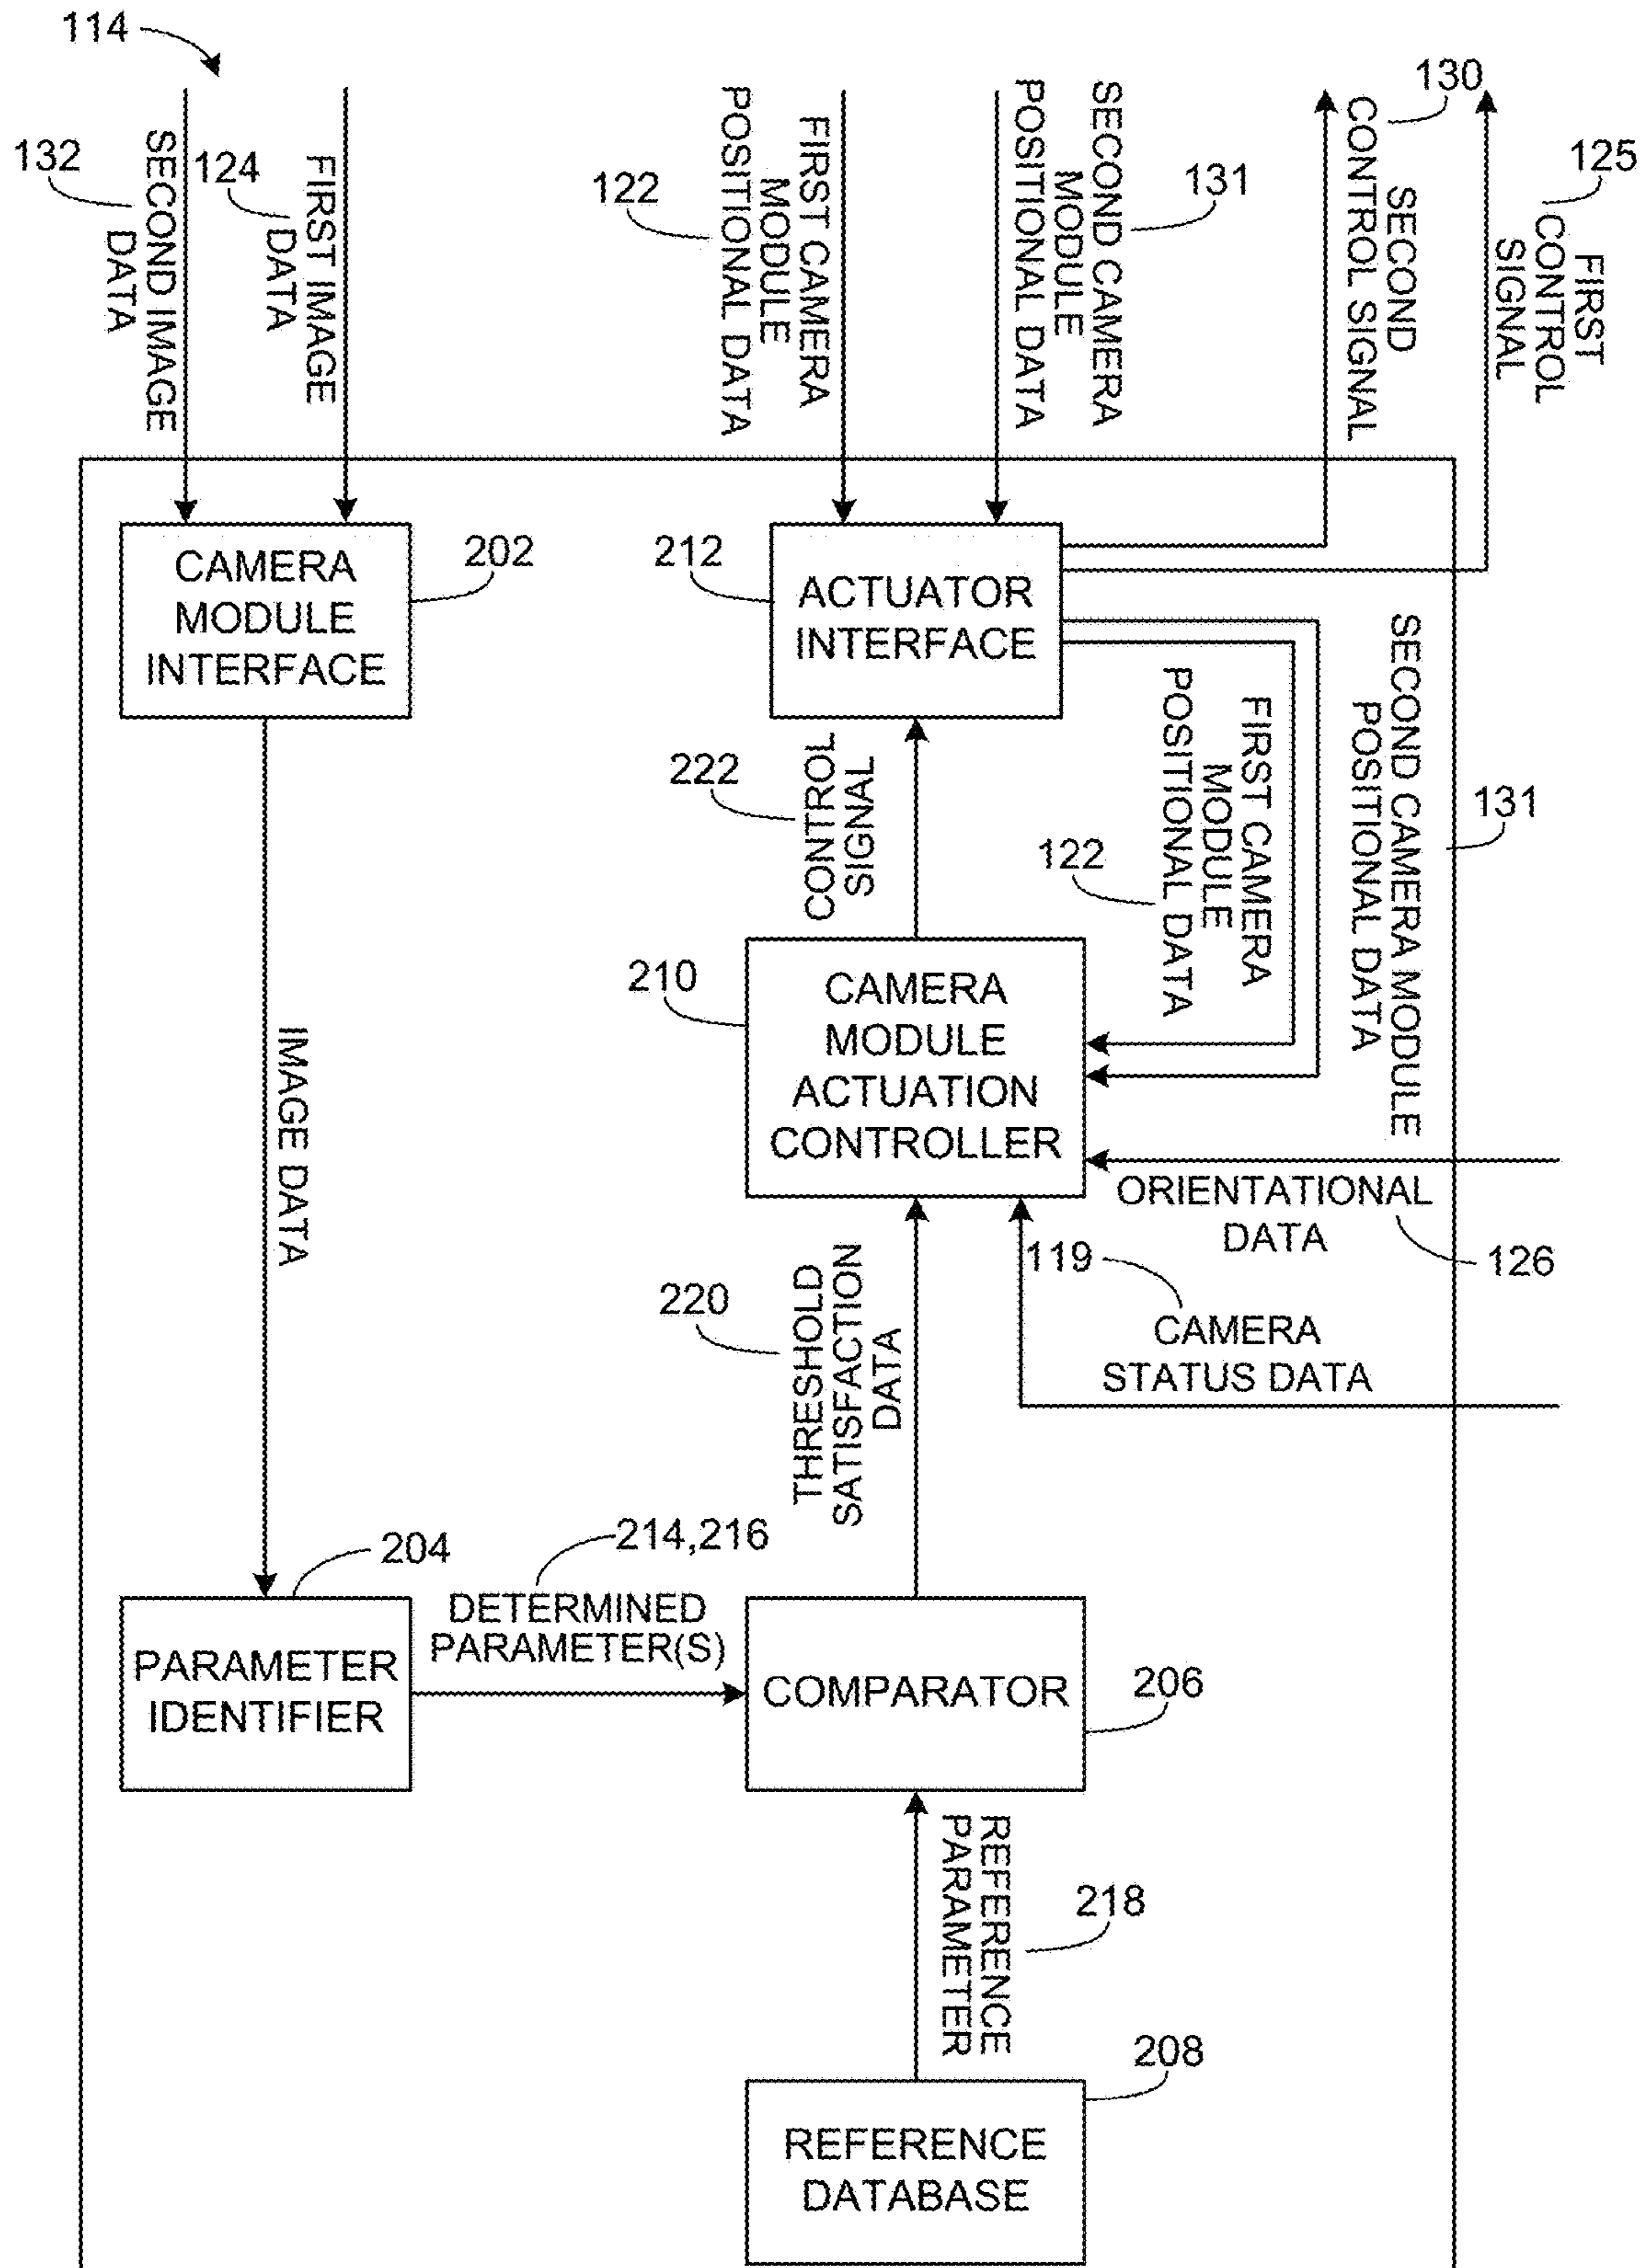 114
132
SECOND IMAGE
DATA
124
FIRST IMAGE
DATA
122
FIRST CAMERA
MODULE
POSITIONAL DATA
SECOND CAMERA
MODULE
POSITIONAL DATA
131
130
SECOND
CONTROL SIGNAL
125
FIRST
CONTROL
SIGNAL
CAMERA
MODULE
INTERFACE
202
212
ACTUATOR
INTERFACE
222
CONTROL
SIGNAL
122
FIRST CAMERA
MODULE
POSITIONAL DATA
SECOND CAMERA MODULE
POSITIONAL DATA
131
210
CAMERA
MODULE
ACTUATION
CONTROLLER
IMAGE DATA
ORIENTATIONAL
DATA
126
119
CAMERA
STATUS DATA
220
THRESHOLD
SATISFACTION
DATA
204
PARAMETER
IDENTIFIER
214,216
DETERMINED
PARAMETER(S)
COMPARATOR
206
REFERENCE
PARAMETER
218
208
REFERENCE
DATABASE